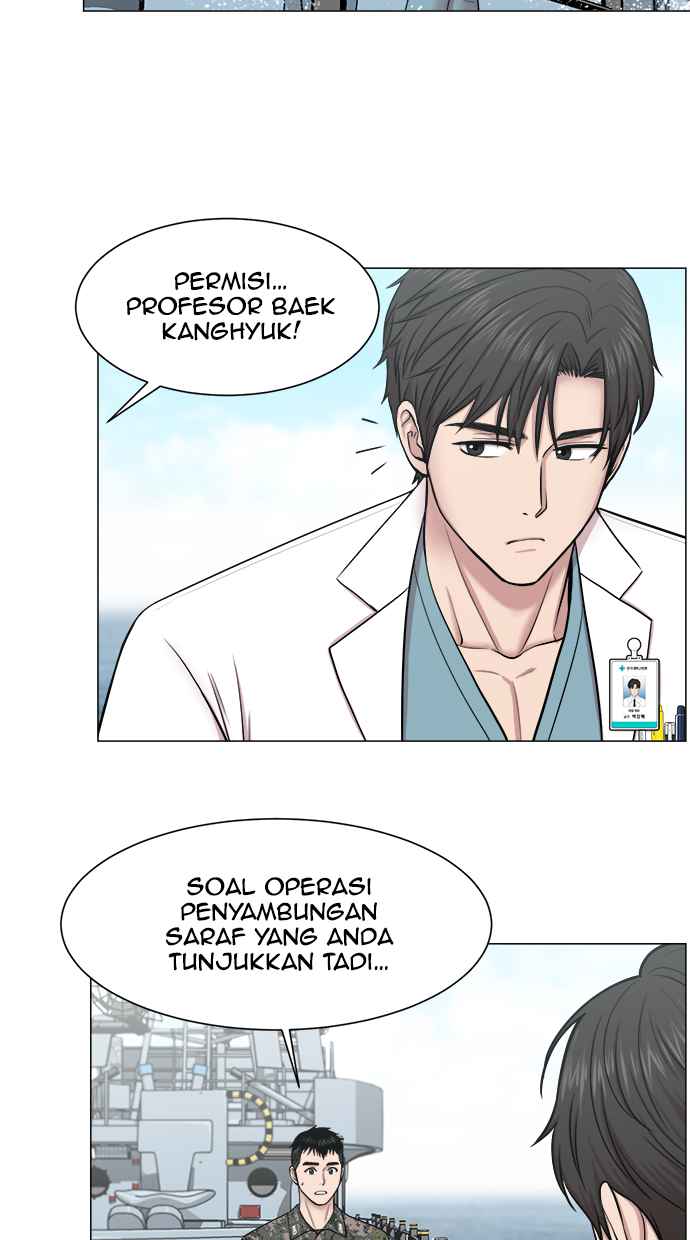 PERMISI...
PROFESOR BAEK
KANGHYUK!
SOAL OPERASI
PENYAMBUNGAN
SARAF YANG ANDA
TUNJUKKAN TADI...